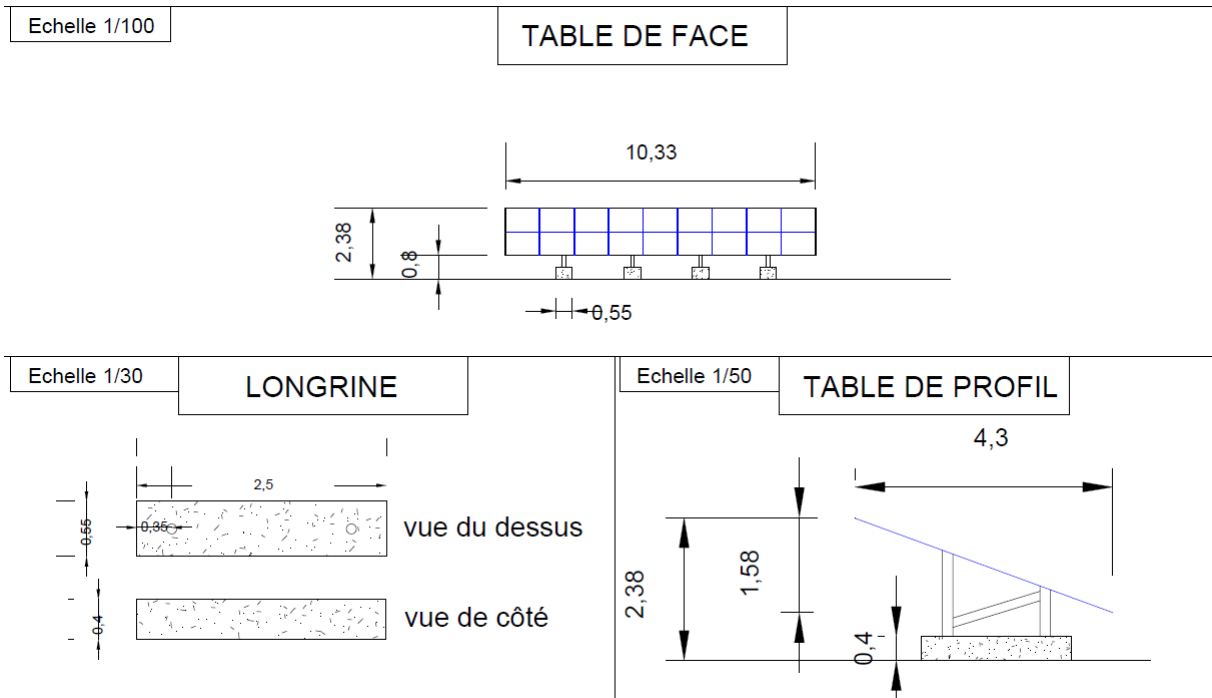 Echelle 1/100
TABLE DE FACE
10,33
2,38
0,8
0,55
Echelle 1/30
LONGRINE
2,5
0,55
0,35
vue du dessus
0,4
vue de côté
Echelle 1/50
TABLE DE PROFIL
4,3
2,38
1,58
0,4